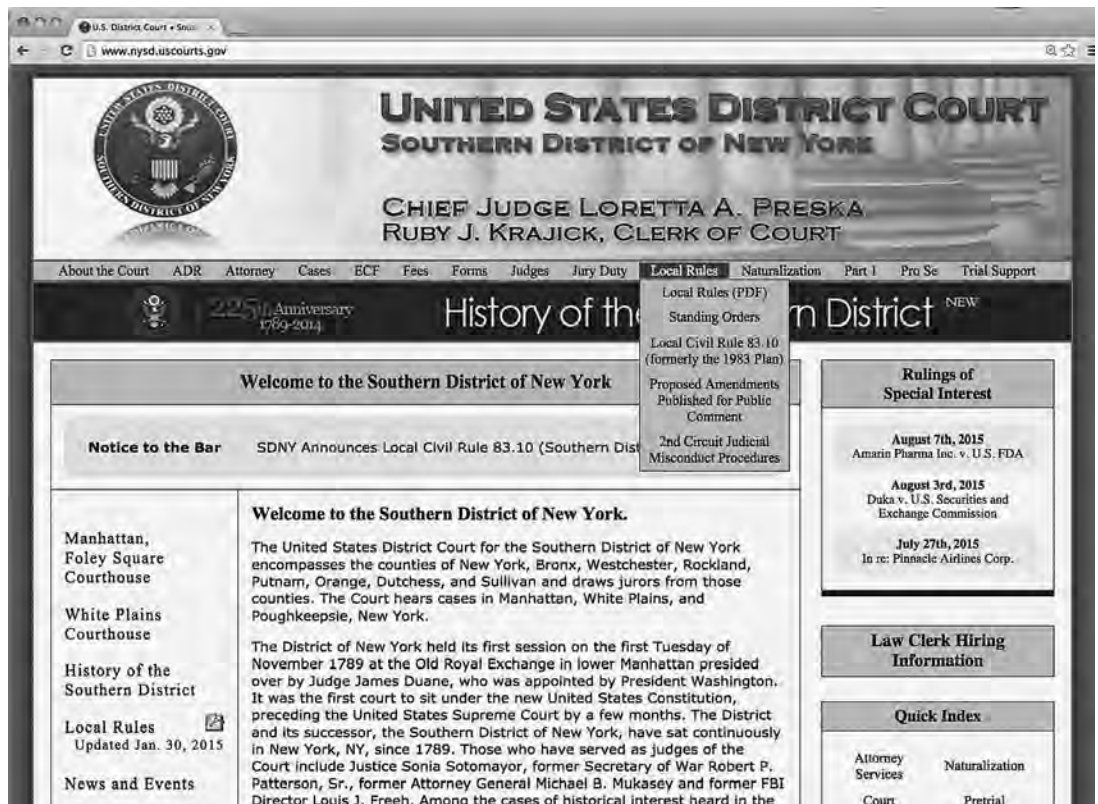 U.S. District Court • Sou
www.nysd.uscourts.gov
UNITED STATES DISTRICT COURT
SOUTHERN DISTRICT OF NEW YORK
UNITED STATES DISTRICT COURT
SOUTHERN DISTRICT OF NEW YORK
CHIEF JUDGE LORETTA A. PRESKA
RUBY J. KRAJICK, CLERK OF COURT
About the Court ADR Attorney Cases ECF Fees Forms Judges Jury Duty Local Rules Naturalization Part 1 Pro Se Trial Support
Local Rules (PDF)
Standing Orders
Local Civil Rule 83.10
(formerly the 1983 Plan)
Proposed Amendments
Published for Public
Comment
2nd Circuit Judicial
Misconduct Procedures
225th Anniversary
1789-2014
History of the n District NEW
Welcome to the Southern District of New York
Notice to the Bar SDNY Announces Local Civil Rule 83.10 (Southern Dist
Manhattan,
Foley Square
Courthouse
White Plains
Courthouse
History of the
Southern District
Local Rules
Updated Jan. 30, 2015
News and Events
Welcome to the Southern District of New York.
The United States District Court for the Southern District of New York
encompasses the counties of New York, Bronx, Westchester, Rockland,
Putnam, Orange, Dutchess, and Sullivan and draws jurors from those
counties. The Court hears cases in Manhattan, White Plains, and
Poughkeepsie, New York.
The District of New York held its first session on the first Tuesday of
November 1789 at the Old Royal Exchange in lower Manhattan presided
over by Judge James Duane, who was appointed by President Washington.
It was the first court to sit under the new United States Constitution,
preceding the United States Supreme Court by a few months. The District
and its successor, the Southern District of New York, have sat continuously
in New York, NY, since 1789. Those who have served as judges of the
Court include Justice Sonia Sotomayor, former Secretary of War Robert P.
Patterson, Sr., former Attorney General Michael B. Mukasey and former FBI
Director Louis J. Freeh. Among the cases of historical interest heard in the
Rulings of
Special Interest
August 7th, 2015
Amarin Pharma Inc. v. U.S. FDA
August 3rd, 2015
Duka v. U.S. Securities and
Exchange Commission
July 27th, 2015
In re: Pinnacle Airlines Corp.
Law Clerk Hiring
Information
Quick Index
Attorney
Services
Naturalization
Court
Pretrial